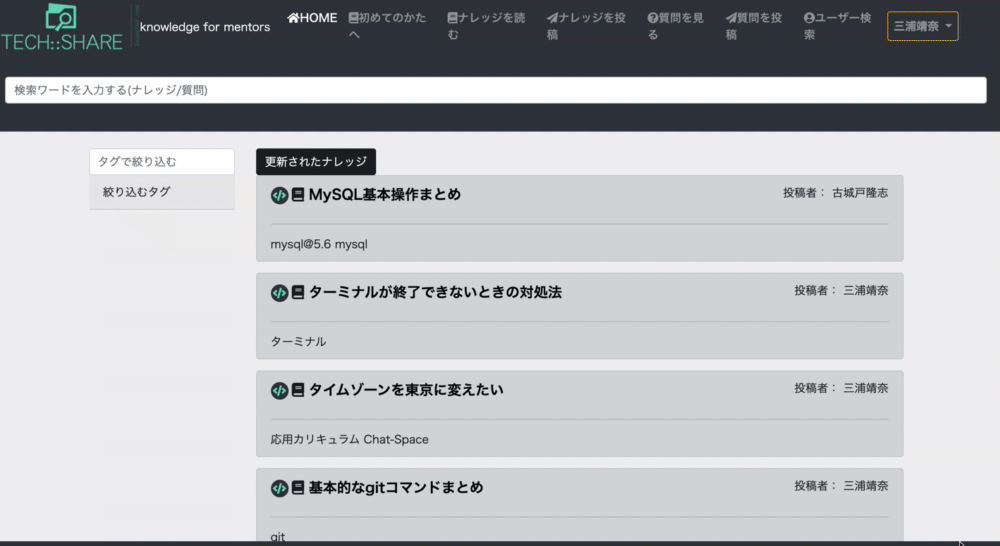 TECH::SHARE
knowledge for mentors
HOME
初めてのかた
へ
ナレッジを読
む
ナレッジを投
稿
質問を見
る
質問を投
稿
ユーザー検
索
三浦靖奈
検索ワードを入力する(ナレッジ/質問)
タグで絞り込む
絞り込むタグ
更新されたナレッジ
MySQL基本操作まとめ
投稿者： 古城戸隆志
mysql@5.6 mysql
ターミナルが終了できないときの対処法
投稿者： 三浦靖奈
ターミナル
タイムゾーンを東京に変えたい
投稿者： 三浦靖奈
応用カリキュラム Chat-Space
基本的なgitコマンドまとめ
投稿者： 三浦靖奈
git